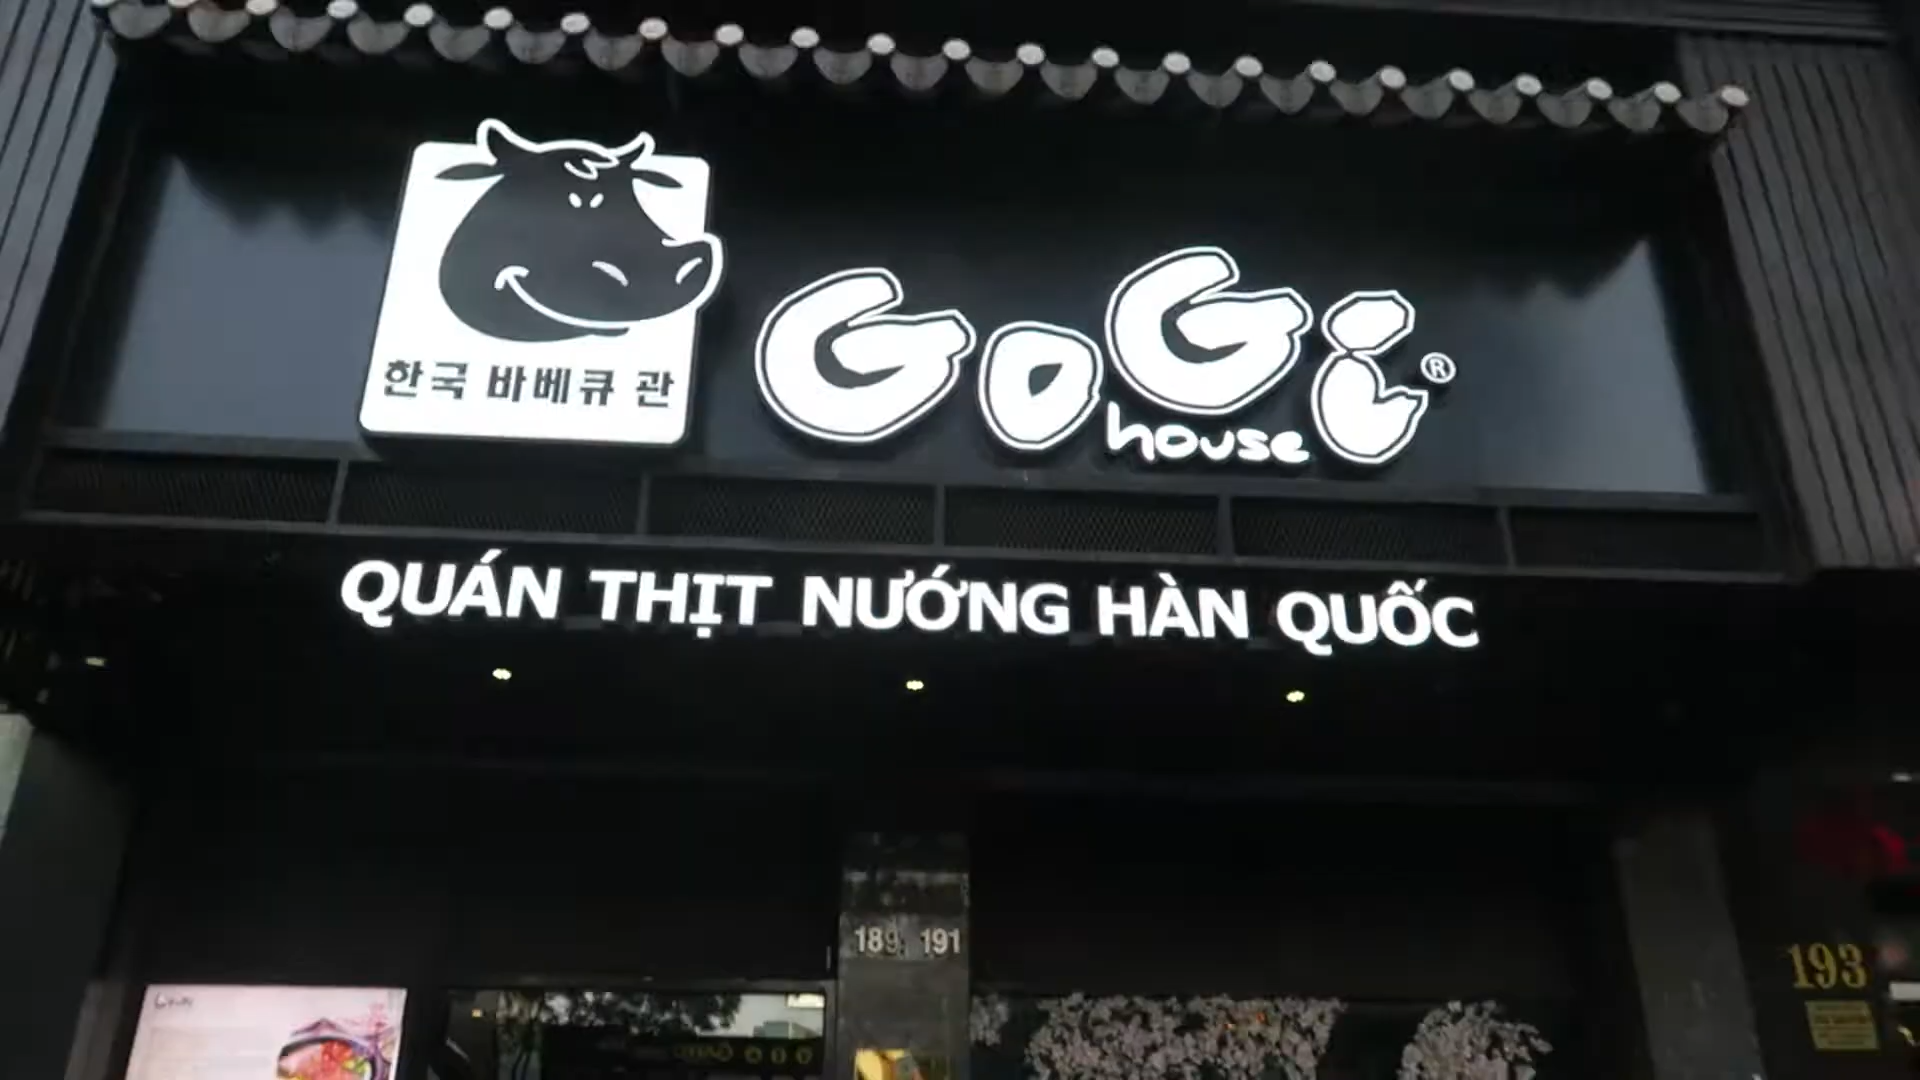 한국 바베큐 관
GoGi®
house
QUÁN THỊT NƯỚNG HÀN QUỐC
189, 191
193